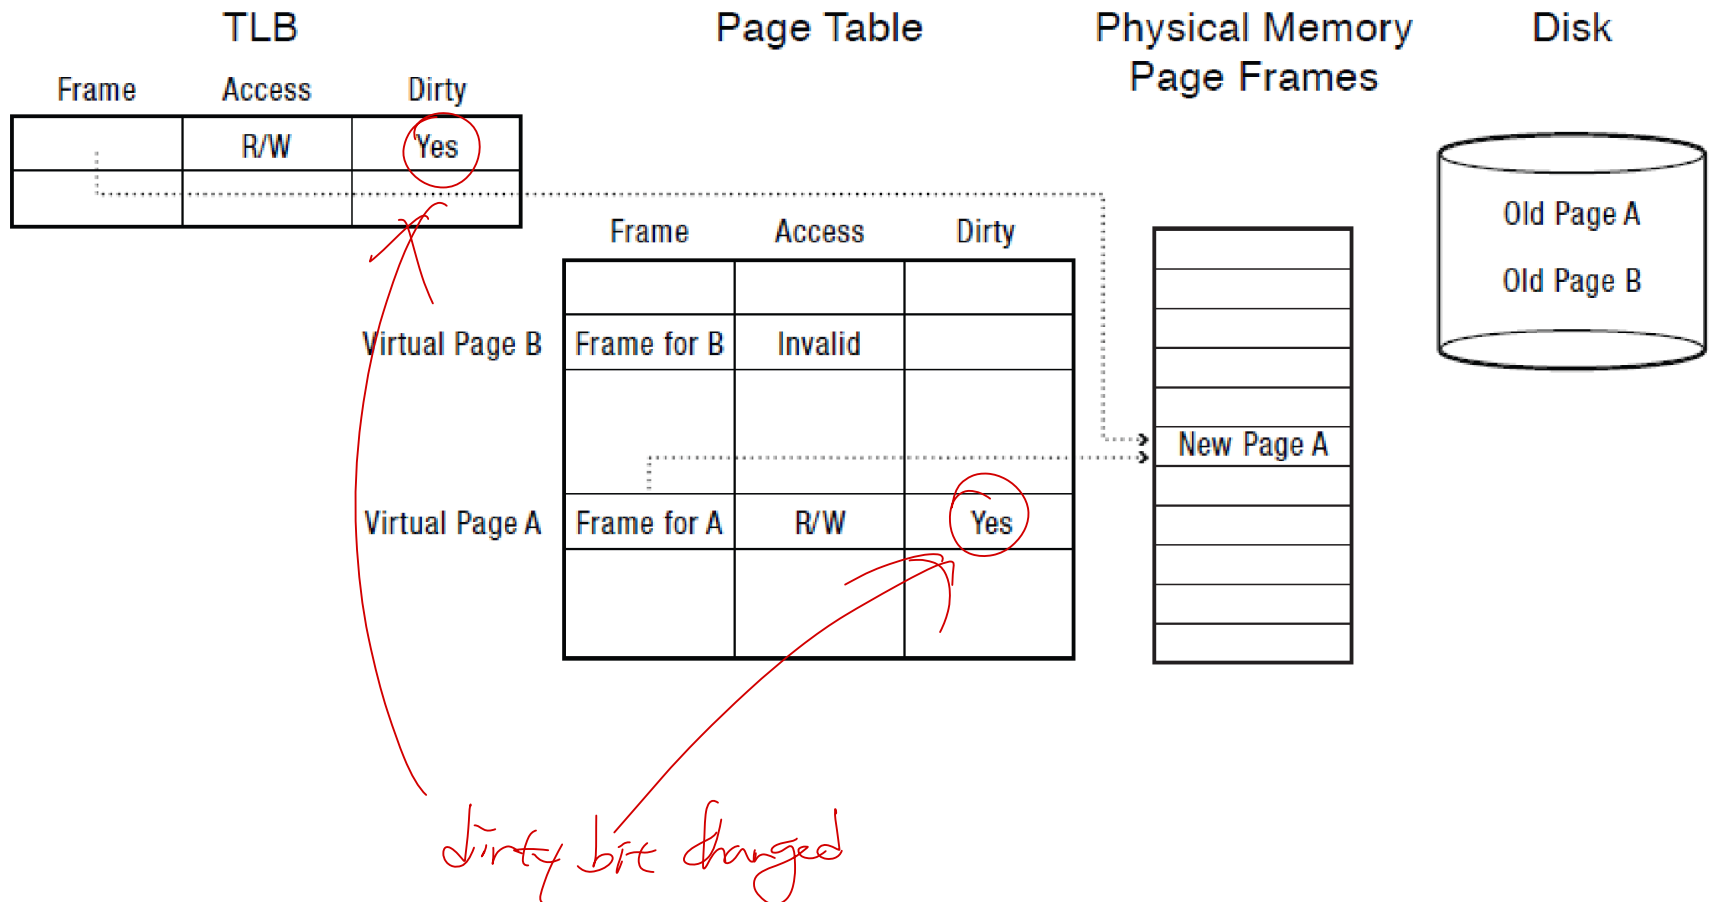 TLB
Page Table
Physical Memory
Page Frames
Disk
Frame Access Dirty
R/W Yes
Old Page A
Old Page B
Frame Access Dirty
Virtual Page B Frame for B Invalid
New Page A
Virtual Page A Frame for A R/W Yes
dirty bit changed